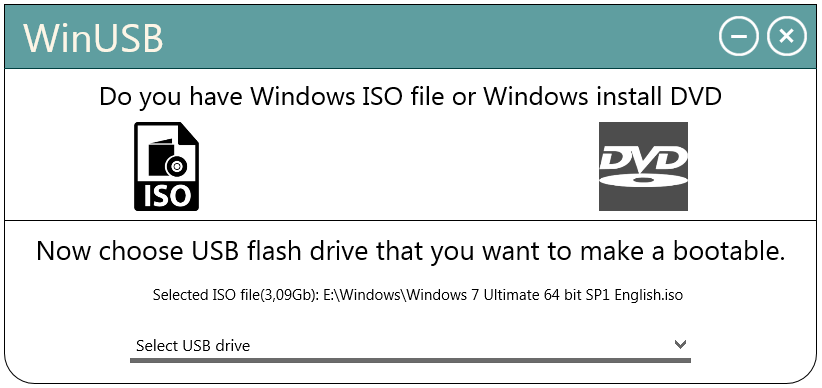 WinUSB
Do you have Windows ISO file or Windows install DVD
ISO
DVD
Now choose USB flash drive that you want to make a bootable.
Selected ISO file(3,09Gb): E:\Windows\Windows 7 Ultimate 64 bit SP1 English.iso
Select USB drive